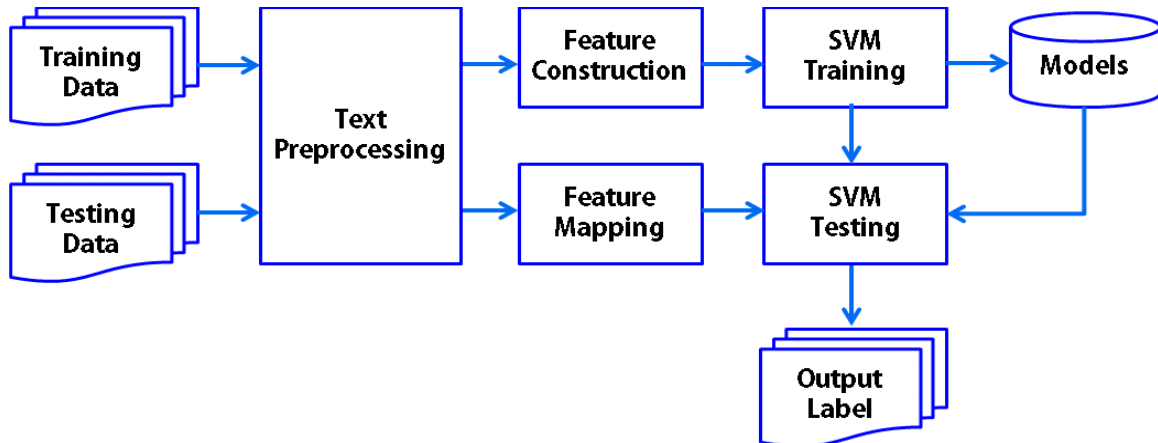 Training
Data
Text
Preprocessing
Feature
Construction
SVM
Training
Models
Testing
Data
Feature
Mapping
SVM
Testing
Output
Label